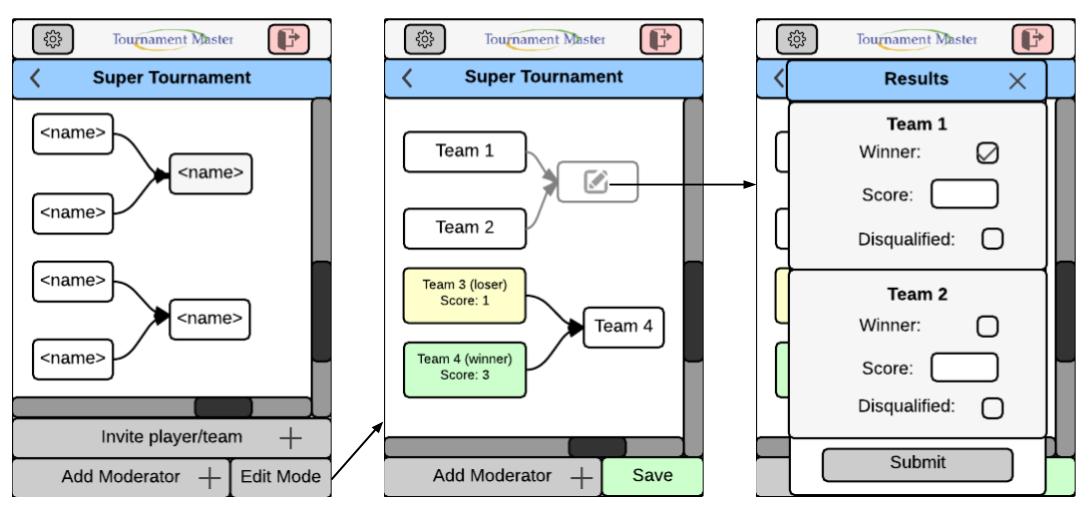 Tournament Master
Super Tournament
<name>
<name>
<name>
<name>
<name>
<name>
Invite player/team
Add Moderator
Edit Mode
Tournament Master
Super Tournament
Team 1
Team 2
Team 3 (loser)
Score: 1
Team 4
Team 4 (winner)
Score: 3
Add Moderator
Save
Tournament Master
Results
Team 1
Winner:
Score:
Disqualified:
Team 2
Winner:
Score:
Disqualified:
Submit